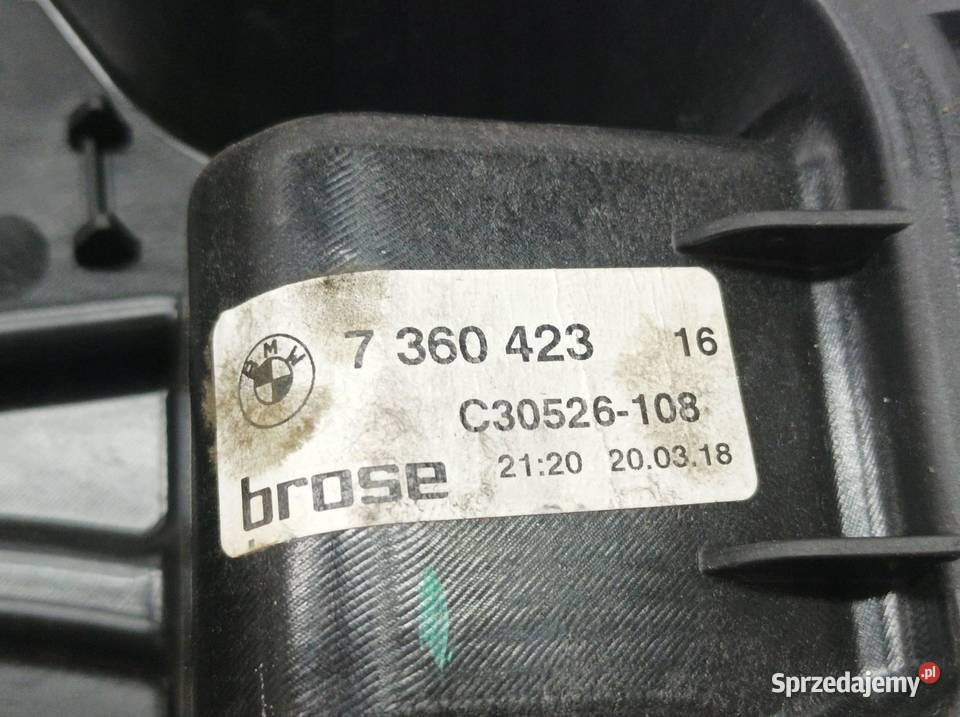 BMW
7 360 423 16
C30526-108
brose 21:20 20.03.18
Sprzedajemy.pl